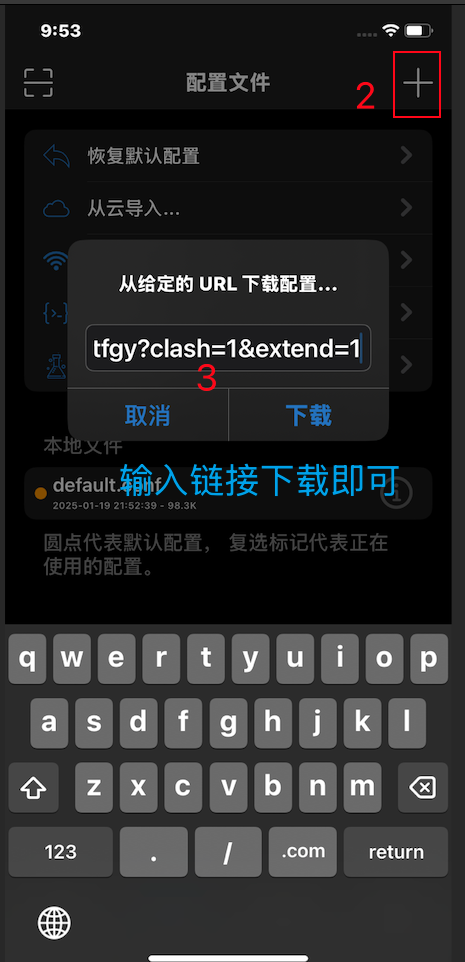 9:53
配置文件
2
恢复默认配置
从云导入...
从给定的 URL 下载配置...
tfgy?clash=1&extend=1
3
取消
下载
本地文件
输入链接下载即可
2025-01-19 21:52:39 - 98.3K
圆点代表默认配置， 复选标记代表正在
使用的配置。
q w e r t y u i o p
a s d f g h j k l
z x c v b n m
123 . / .com return